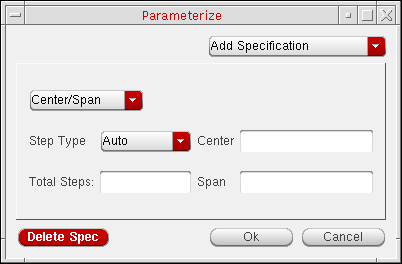 Parameterize
Add Specification
Center/Span
Step Type Auto Center
Total Steps: Span
Delete Spec Ok Cancel